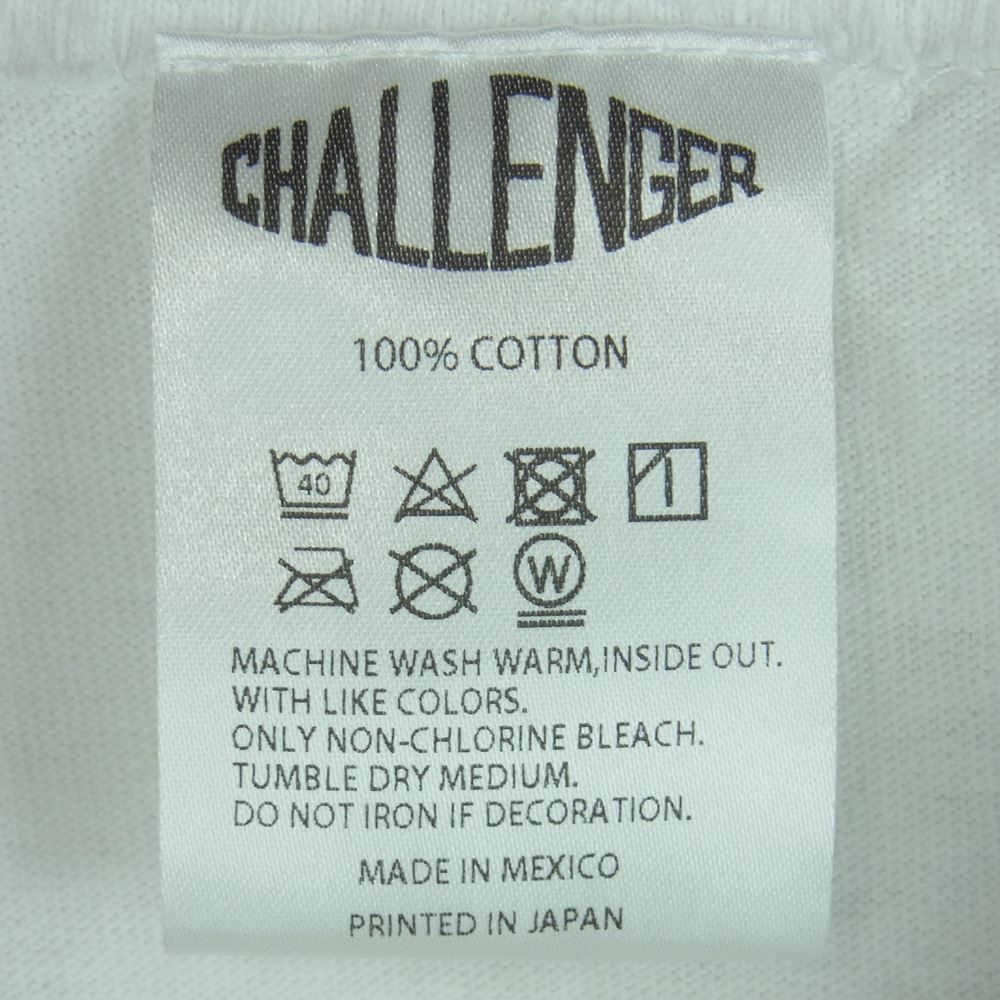 CHALLENGER
100% COTTON
40
W
MACHINE WASH WARM,INSIDE OUT.
WITH LIKE COLORS.
ONLY NON-CHLORINE BLEACH.
TUMBLE DRY MEDIUM.
DO NOT IRON IF DECORATION.
MADE IN MEXICO
PRINTED IN JAPAN